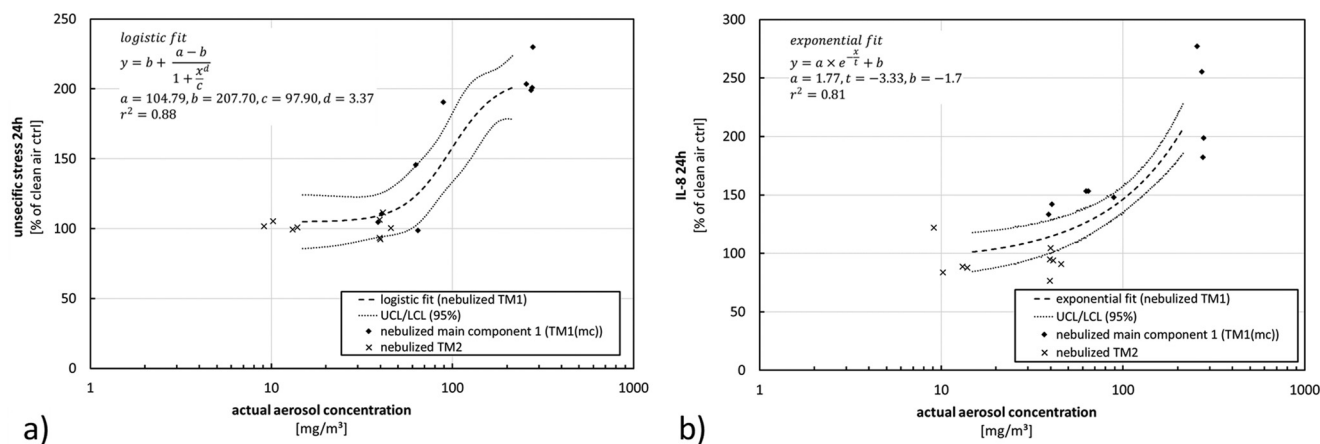 250
200
150
100
50
0
unsecific stress 24h
[% of clean air ctrl]
logistic fit
y = b + a − b / 1 + x^d / c
a = 104.79, b = 207.70, c = 97.90, d = 3.37
r² = 0.88
logistic fit (nebulized TM1)
UCL/LCL (95%)
nebulized main component 1 (TM1(mc))
nebulized TM2
1 10 100 1000
actual aerosol concentration
[mg/m³]
a)
300
250
200
150
100
50
0
IL-8 24h
[% of clean air ctrl]
exponential fit
y = a × e^(−x/t) + b
a = 1.77, t = −3.33, b = −1.7
r² = 0.81
exponential fit (nebulized TM1)
UCL/LCL (95%)
nebulized main component 1 (TM1(mc))
nebulized TM2
1 10 100 1000
actual aerosol concentration
[mg/m³]
b)